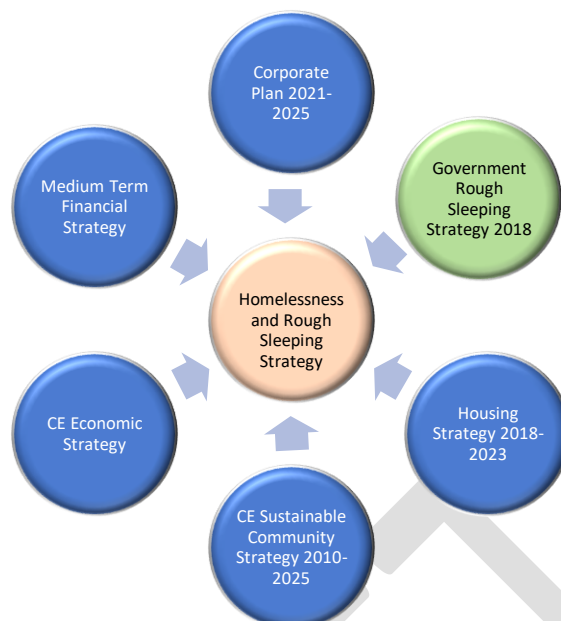 Corporate
Plan 2021-
2025
Government
Rough
Sleeping
Strategy 2018
Medium Term
Financial
Strategy
Homelessness
and Rough
Sleeping
Strategy
CE Economic
Strategy
Housing
Strategy 2018-
2023
CE Sustainable
Community
Strategy 2010-
2025